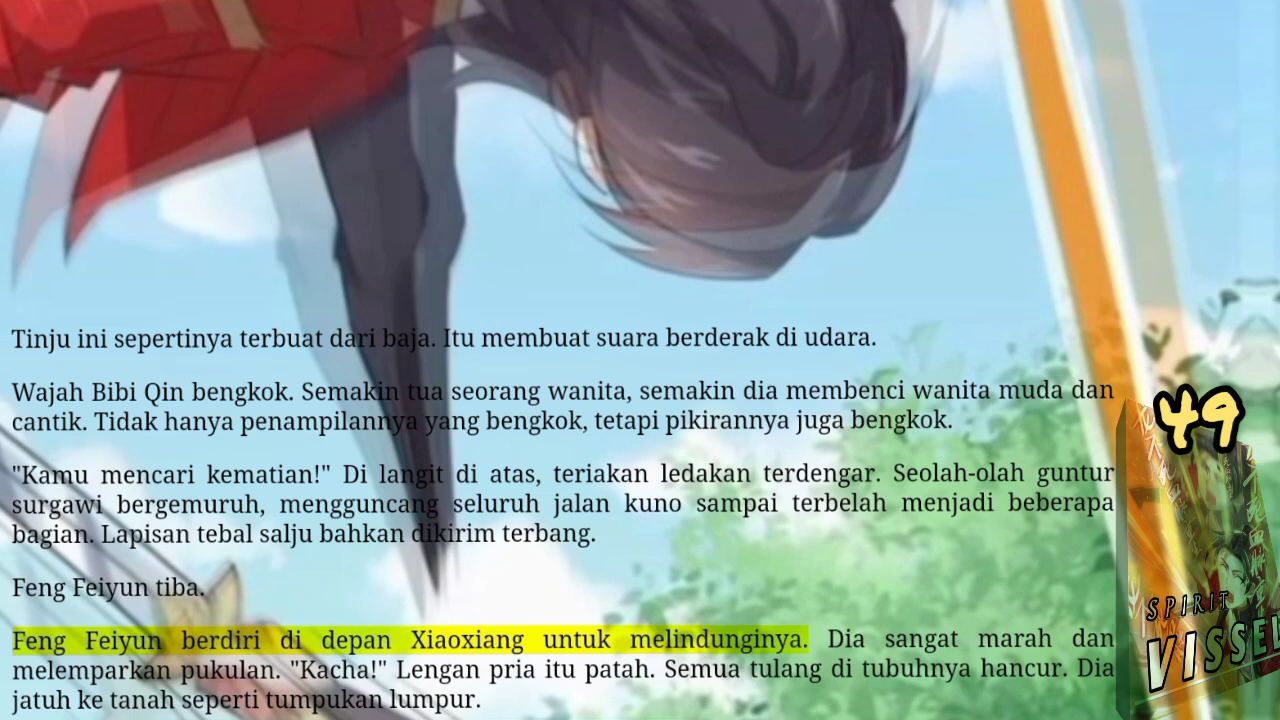 Tinju ini sepertinya terbuat dari baja. Itu membuat suara berderak di udara.
Wajah Bibi Qin bengkok. Semakin tua seorang wanita, semakin dia membenci wanita muda dan
cantik. Tidak hanya penampilannya yang bengkok, tetapi pikirannya juga bengkok.
"Kamu mencari kematian!" Di langit di atas, teriakan ledakan terdengar. Seolah-olah guntur
surgawi bergemuruh, mengguncang seluruh jalan kuno sampai terbelah menjadi beberapa
bagian. Lapisan tebal salju bahkan dikirim terbang.
Feng Feiyun tiba.
Feng Feiyun berdiri di depan Xiaoxiang untuk melindunginya. Dia sangat marah dan
melemparkan pukulan. "Kacha!" Lengan pria itu patah. Semua tulang di tubuhnya hancur. Dia
jatuh ke tanah seperti tumpukan lumpur.
49
SPIRIT